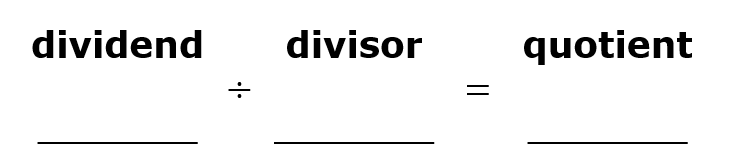 dividend divisor quotient
÷ =